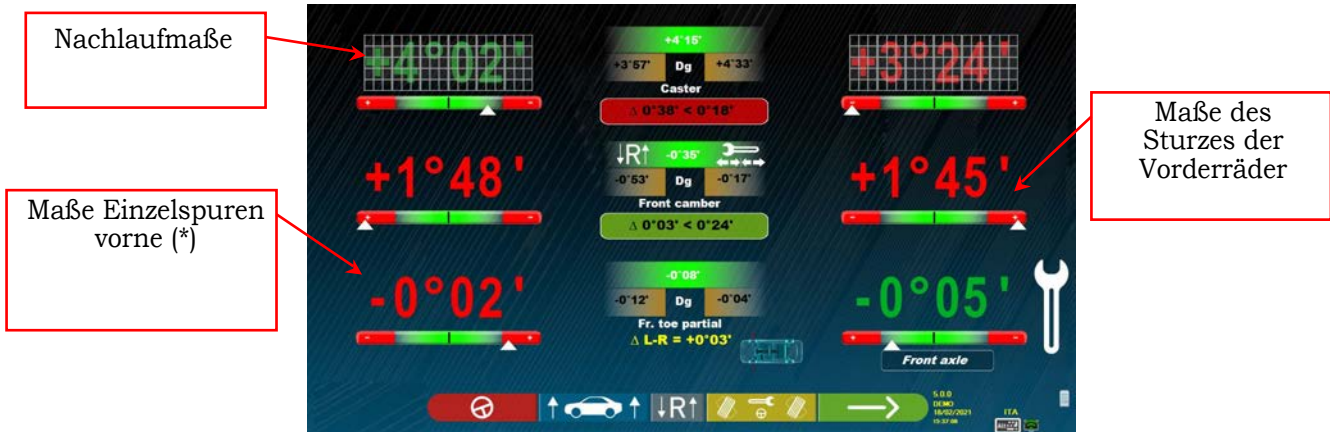 Nachlaufmaße
+4°02'
+4°15'
+3°57' Dg +4°33'
Caster
Δ 0°38' < 0°18'
+3°24'
+1°48'
↓R↑ -0°35'
-0°53' Dg -0°17'
Front camber
Δ 0°03' < 0°24'
+1°45'
Maße des
Sturzes der
Vorderräder
Maße Einzelspuren
vorne (*)
-0°02'
-0°08'
-0°12' Dg -0°04'
Fr. toe partial
Δ L-R = +0°03'
-0°05'
Front axle
↓R↑
5.0.0
DEMO
18/02/2021
15:37:08
ITA